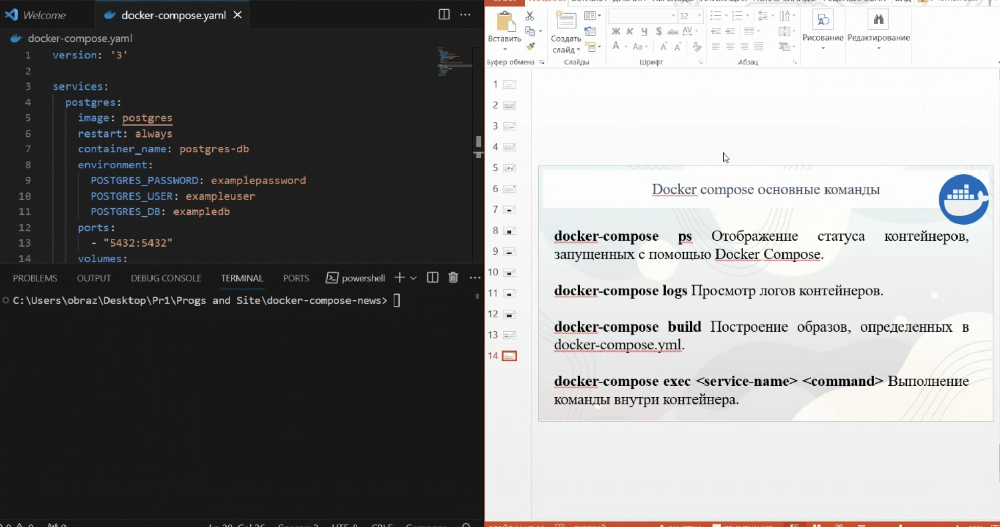 Welcome
docker-compose.yaml
docker-compose.yaml
1 version: '3'
2
3 services:
4 postgres:
5 image: postgres
6 restart: always
7 container_name: postgres-db
8 environment:
9 POSTGRES_PASSWORD: examplepassword
10 POSTGRES_USER: exampleuser
11 POSTGRES_DB: exampledb
12 ports:
13 - "5432:5432"
14 volumes:
PROBLEMS OUTPUT DEBUG CONSOLE TERMINAL PORTS powershell
C:\Users\obraz\Desktop\Pr1\Progs and Site\docker-compose-news>
32
Вставить
Создать
слайд
Ж К Ч S abc AV
A Aa A A
Рисование
Редактирование
Буфер обмена Слайды Шрифт Абзац
1
2
3
4
5
6
7
8
9
10
11
12
13
14
Docker compose основные команды
docker-compose ps Отображение статуса контейнеров,
запущенных с помощью Docker Compose.
docker-compose logs Просмотр логов контейнеров.
docker-compose build Построение образов, определенных в
docker-compose.yml.
docker-compose exec <service-name> <command> Выполнение
команды внутри контейнера.